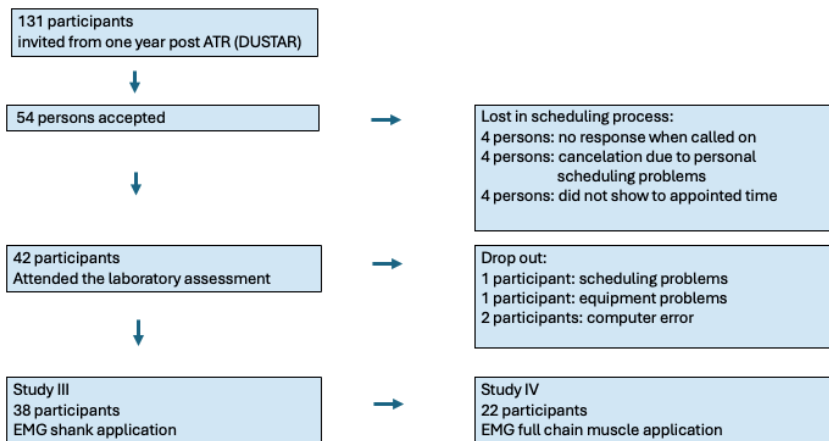 131 participants
invited from one year post ATR (DUSTAR)
54 persons accepted
Lost in scheduling process:
4 persons: no response when called on
4 persons: cancelation due to personal
scheduling problems
4 persons: did not show to appointed time
42 participants
Attended the laboratory assessment
Drop out:
1 participant: scheduling problems
1 participant: equipment problems
2 participants: computer error
Study III
38 participants
EMG shank application
Study IV
22 participants
EMG full chain muscle application